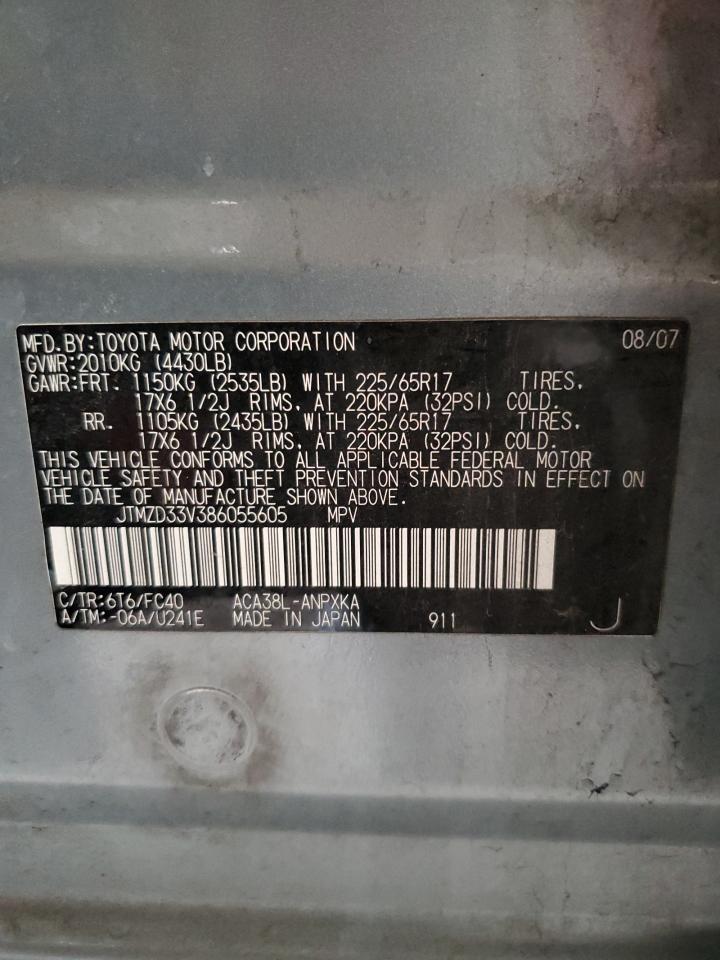 MFD.BY:TOYOTA MOTOR CORPORATION 08/07
GVWR:2010KG (4430LB)
GAWR:FRT. 1150KG (2535LB) WITH 225/65R17 TIRES,
17X6 1/2J RIMS, AT 220KPA (32PSI) COLD.
RR. 1105KG (2435LB) WITH 225/65R17 TIRES,
17X6 1/2J RIMS, AT 220KPA (32PSI) COLD.
THIS VEHICLE CONFORMS TO ALL APPLICABLE FEDERAL MOTOR
VEHICLE SAFETY AND THEFT PREVENTION STANDARDS IN EFFECT ON
THE DATE OF MANUFACTURE SHOWN ABOVE.
JTMZD33V386055605 MPV
C/TR:6T6/FC40 ACA38L-ANPXKA
A/TM:-06A/U241E MADE IN JAPAN 911 J